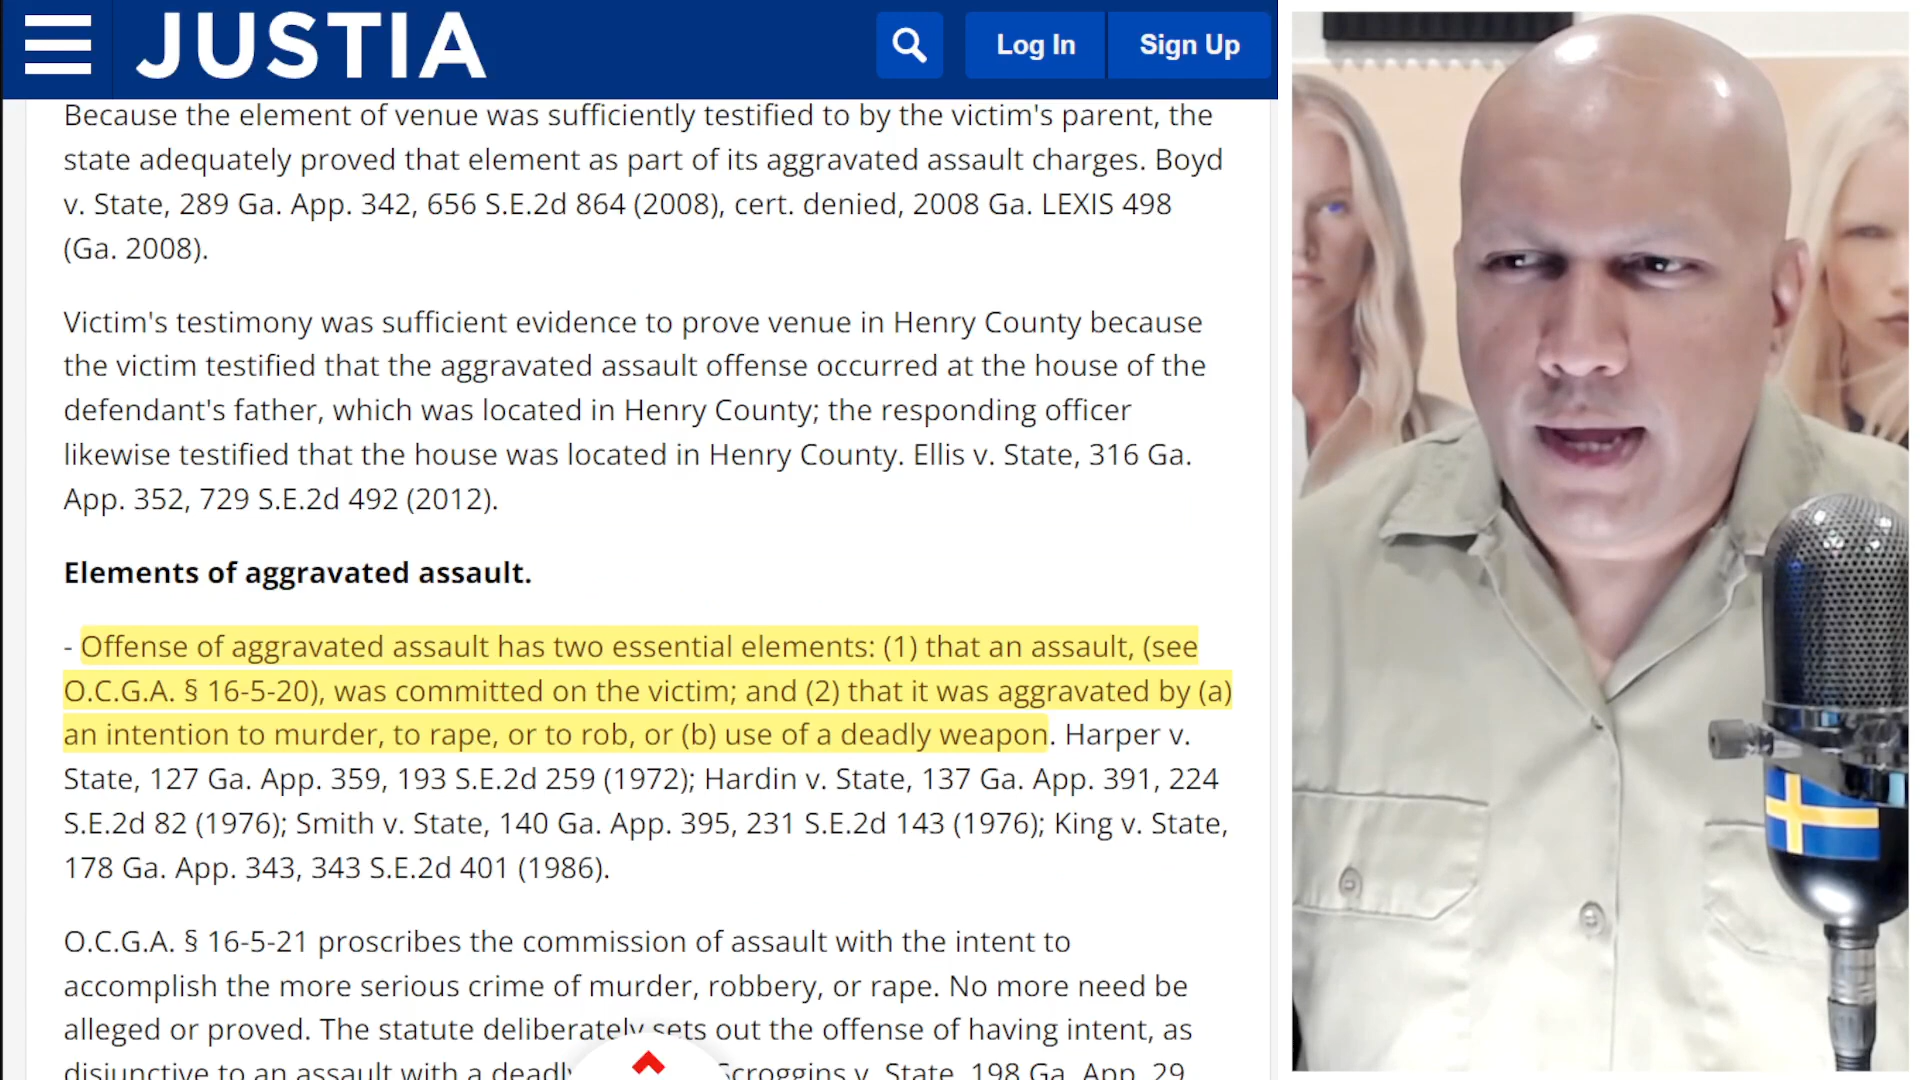 JUSTIA
Log In
Sign Up
Because the element of venue was sufficiently testified to by the victim's parent, the
state adequately proved that element as part of its aggravated assault charges. Boyd
v. State, 289 Ga. App. 342, 656 S.E.2d 864 (2008), cert. denied, 2008 Ga. LEXIS 498
(Ga. 2008).
Victim's testimony was sufficient evidence to prove venue in Henry County because
the victim testified that the aggravated assault offense occurred at the house of the
defendant's father, which was located in Henry County; the responding officer
likewise testified that the house was located in Henry County. Ellis v. State, 316 Ga.
App. 352, 729 S.E.2d 492 (2012).
Elements of aggravated assault.
- Offense of aggravated assault has two essential elements: (1) that an assault, (see
O.C.G.A. § 16-5-20), was committed on the victim; and (2) that it was aggravated by (a)
an intention to murder, to rape, or to rob, or (b) use of a deadly weapon. Harper v.
State, 127 Ga. App. 359, 193 S.E.2d 259 (1972); Hardin v. State, 137 Ga. App. 391, 224
S.E.2d 82 (1976); Smith v. State, 140 Ga. App. 395, 231 S.E.2d 143 (1976); King v. State,
178 Ga. App. 343, 343 S.E.2d 401 (1986).
O.C.G.A. § 16-5-21 proscribes the commission of assault with the intent to
accomplish the more serious crime of murder, robbery, or rape. No more need be
alleged or proved. The statute deliberately sets out the offense of having intent, as
disjunctive to an assault with a deadly Scroggins v. State, 198 Ga. App. 29,